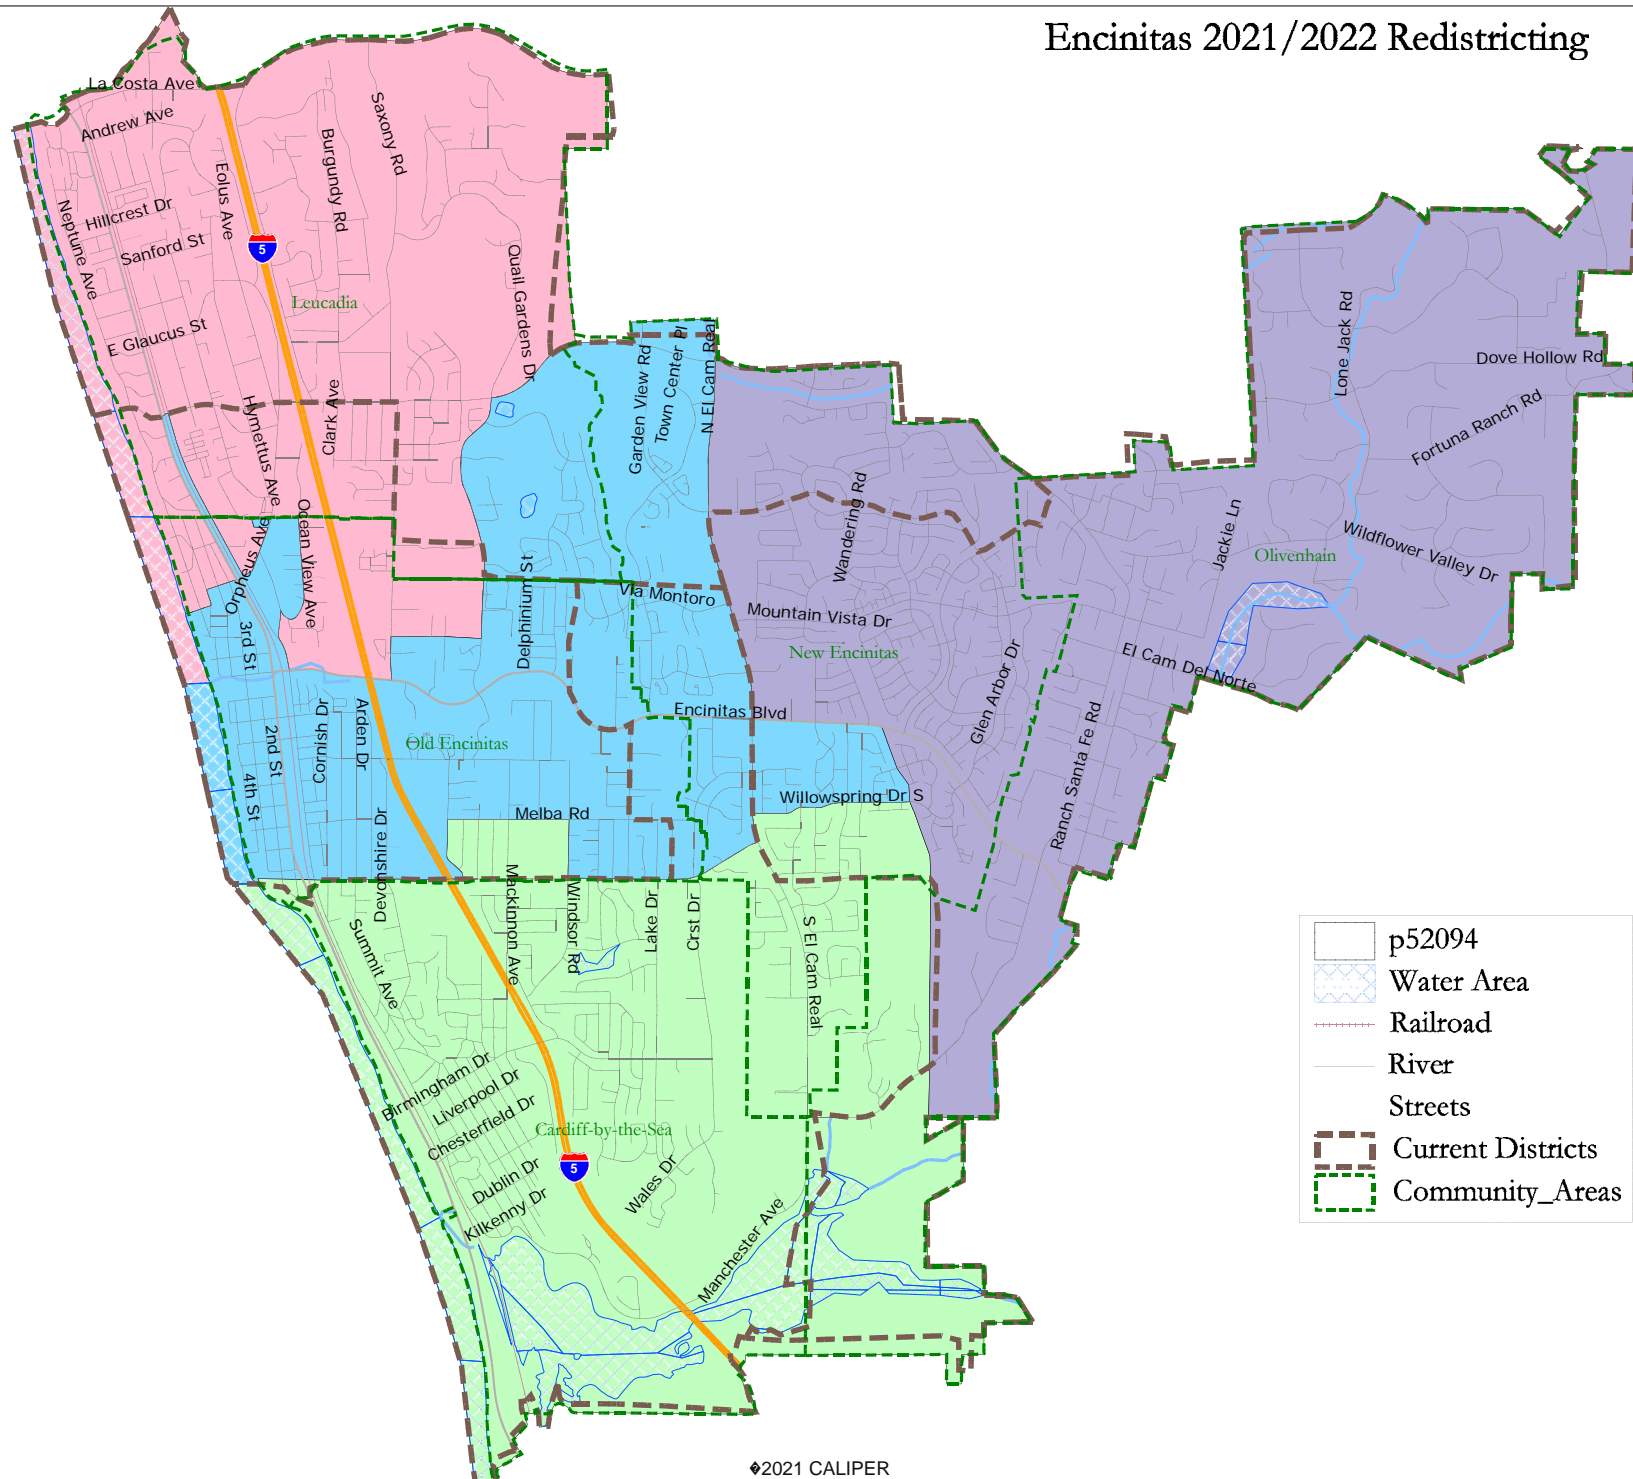 Encinitas 2021/2022 Redistricting
La Costa Ave
Andrew Ave
Saxony Rd
Burgundy Rd
Eolus Ave
Hillcrest Dr
Neptune Ave
Sanford St
5
Quail Gardens Dr
Leucadia
E Glaucus St
Garden View Rd
Town Center Pl
N El Cam Real
Lone Jack Rd
Dove Hollow Rd
Clark Ave
Hymettus Ave
Fortuna Ranch Rd
Wandering Rd
Jackie Ln
Ocean View Ave
Orpheus Ave
Wildflower Valley Dr
Olivenhain
Delphinium St
Via Montoro
Mountain Vista Dr
3rd St
New Encinitas
El Cam Del Norte
Glen Arbor Dr
Encinitas Blvd
Cornish Dr
Arden Dr
2nd St
Old Encinitas
Ranch Santa Fe Rd
4th St
Willowspring Dr S
Melba Rd
Devonshire Dr
Mackinnon Ave
Windsor Rd
Lake Dr
Crst Dr
S El Cam Real
Summit Ave
Birmingham Dr
Liverpool Dr
Chesterfield Dr
Cardiff-by-the-Sea
5
Dublin Dr
Kilkenny Dr
Wales Dr
Manchester Ave
p52094
Water Area
Railroad
River
Streets
Current Districts
Community_Areas
�2021 CALIPER